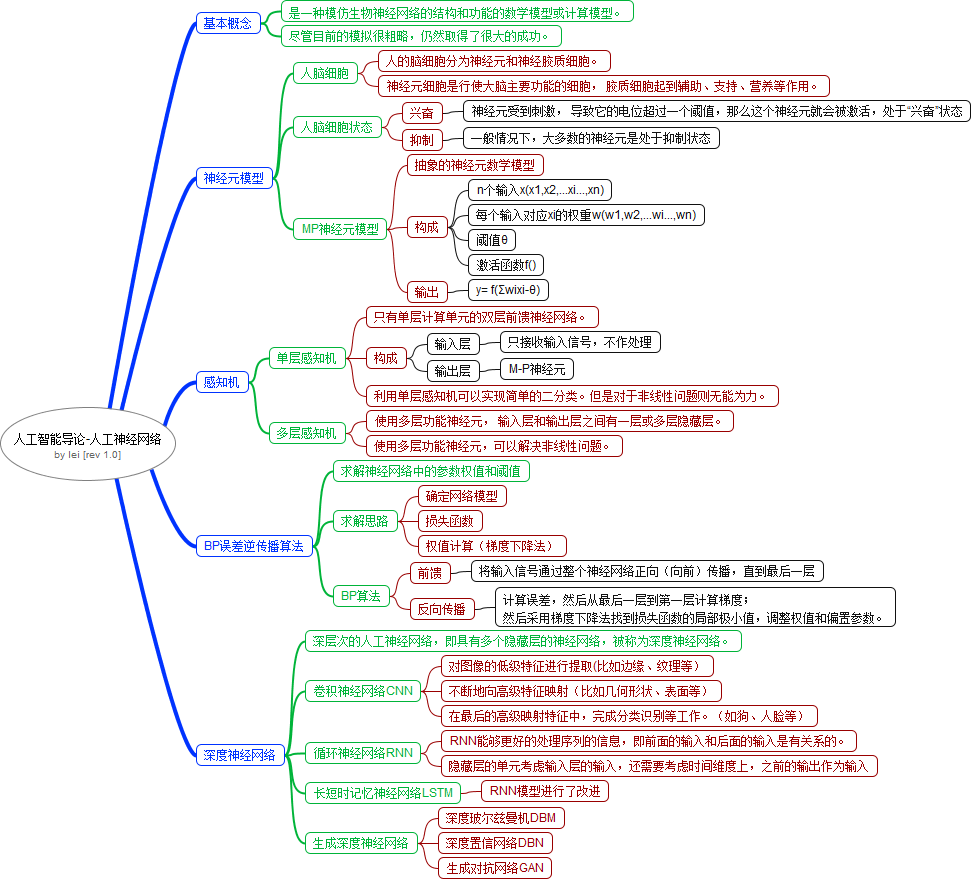 人工智能导论-人工神经网络
by lei [rev 1.0]
基本概念
是一种模仿生物神经网络的结构和功能的数学模型或计算模型。
尽管目前的模拟很粗略，仍然取得了很大的成功。
神经元模型
人脑细胞
人的脑细胞分为神经元和神经胶质细胞。
神经元细胞是行使大脑主要功能的细胞， 胶质细胞起到辅助、支持、营养等作用。
人脑细胞状态
兴奋
神经元受到刺激， 导致它的电位超过一个阈值，那么这个神经元就会被激活，处于“兴奋”状态
抑制
一般情况下，大多数的神经元是处于抑制状态
MP神经元模型
抽象的神经元数学模型
构成
n个输入x(x1,x2,...xi...,xn)
每个输入对应xi的权重w(w1,w2,...wi...,wn)
阈值θ
激活函数f()
输出
y= f(Σwixi-θ)
感知机
单层感知机
只有单层计算单元的双层前馈神经网络。
构成
输入层
只接收输入信号，不作处理
输出层
M-P神经元
利用单层感知机可以实现简单的二分类。但是对于非线性问题则无能为力。
多层感知机
使用多层功能神经元， 输入层和输出层之间有一层或多层隐藏层。
使用多层功能神经元，可以解决非线性问题。
BP误差逆传播算法
求解神经网络中的参数权值和阈值
求解思路
确定网络模型
损失函数
权值计算（梯度下降法）
BP算法
前馈
将输入信号通过整个神经网络正向（向前）传播，直到最后一层
反向传播
计算误差，然后从最后一层到第一层计算梯度；
然后采用梯度下降法找到损失函数的局部极小值，调整权值和偏置参数。
深度神经网络
深层次的人工神经网络，即具有多个隐藏层的神经网络，被称为深度神经网络。
卷积神经网络CNN
对图像的低级特征进行提取(比如边缘、纹理等）
不断地向高级特征映射（比如几何形状、表面等）
在最后的高级映射特征中，完成分类识别等工作。（如狗、人脸等）
循环神经网络RNN
RNN能够更好的处理序列的信息，即前面的输入和后面的输入是有关系的。
隐藏层的单元考虑输入层的输入，还需要考虑时间维度上，之前的输出作为输入
长短时记忆神经网络LSTM
RNN模型进行了改进
生成深度神经网络
深度玻尔兹曼机DBM
深度置信网络DBN
生成对抗网络GAN